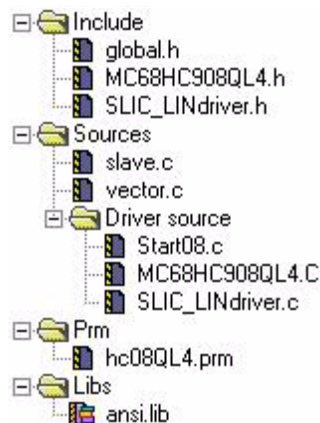 Include
global.h
MC68HC908QL4.h
SLIC_LINdriver.h
Sources
slave.c
vector.c
Driver source
Start08.c
MC68HC908QL4.C
SLIC_LINdriver.c
Prm
hc08QL4.prm
Libs
ansi.lib